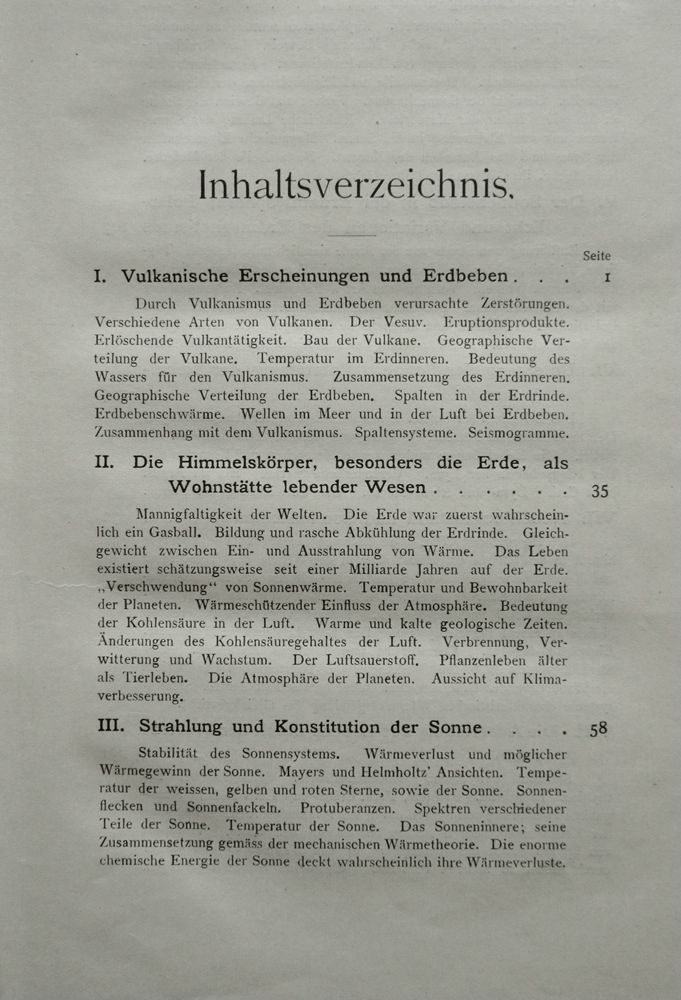 Inhaltsverzeichnis.
Seite
I. Vulkanische Erscheinungen und Erdbeben . . . 1
Durch Vulkanismus und Erdbeben verursachte Zerstörungen.
Verschiedene Arten von Vulkanen. Der Vesuv. Eruptionsprodukte.
Erlöschende Vulkantätigkeit. Bau der Vulkane. Geographische Ver-
teilung der Vulkane. Temperatur im Erdinneren. Bedeutung des
Wassers für den Vulkanismus. Zusammensetzung des Erdinneren.
Geographische Verteilung der Erdbeben. Spalten in der Erdrinde.
Erdbebenschwärme. Wellen im Meer und in der Luft bei Erdbeben.
Zusammenhang mit dem Vulkanismus. Spaltensysteme. Seismogramme.
II. Die Himmelskörper, besonders die Erde, als
Wohnstätte lebender Wesen . . . . . . 35
Mannigfaltigkeit der Welten. Die Erde war zuerst wahrschein-
lich ein Gasball. Bildung und rasche Abkühlung der Erdrinde. Gleich-
gewicht zwischen Ein- und Ausstrahlung von Wärme. Das Leben
existiert schätzungsweise seit einer Milliarde Jahren auf der Erde.
„Verschwendung“ von Sonnenwärme. Temperatur und Bewohnbarkeit
der Planeten. Wärmeschützender Einfluss der Atmosphäre. Bedeutung
der Kohlensäure in der Luft. Warme und kalte geologische Zeiten.
Änderungen des Kohlensäuregehaltes der Luft. Verbrennung, Ver-
witterung und Wachstum. Der Luftsauerstoff. Pflanzenleben älter
als Tierleben. Die Atmosphäre der Planeten. Aussicht auf Klima-
verbesserung.
III. Strahlung und Konstitution der Sonne . . . . 58
Stabilität des Sonnensystems. Wärmeverlust und möglicher
Wärmegewinn der Sonne. Mayers und Helmholtz’ Ansichten. Tempe-
ratur der weissen, gelben und roten Sterne, sowie der Sonne. Sonnen-
flecken und Sonnenfackeln. Protuberanzen. Spektren verschiedener
Teile der Sonne. Temperatur der Sonne. Das Sonneninnere; seine
Zusammensetzung gemäss der mechanischen Wärmetheorie. Die enorme
chemische Energie der Sonne deckt wahrscheinlich ihre Wärmeverluste.